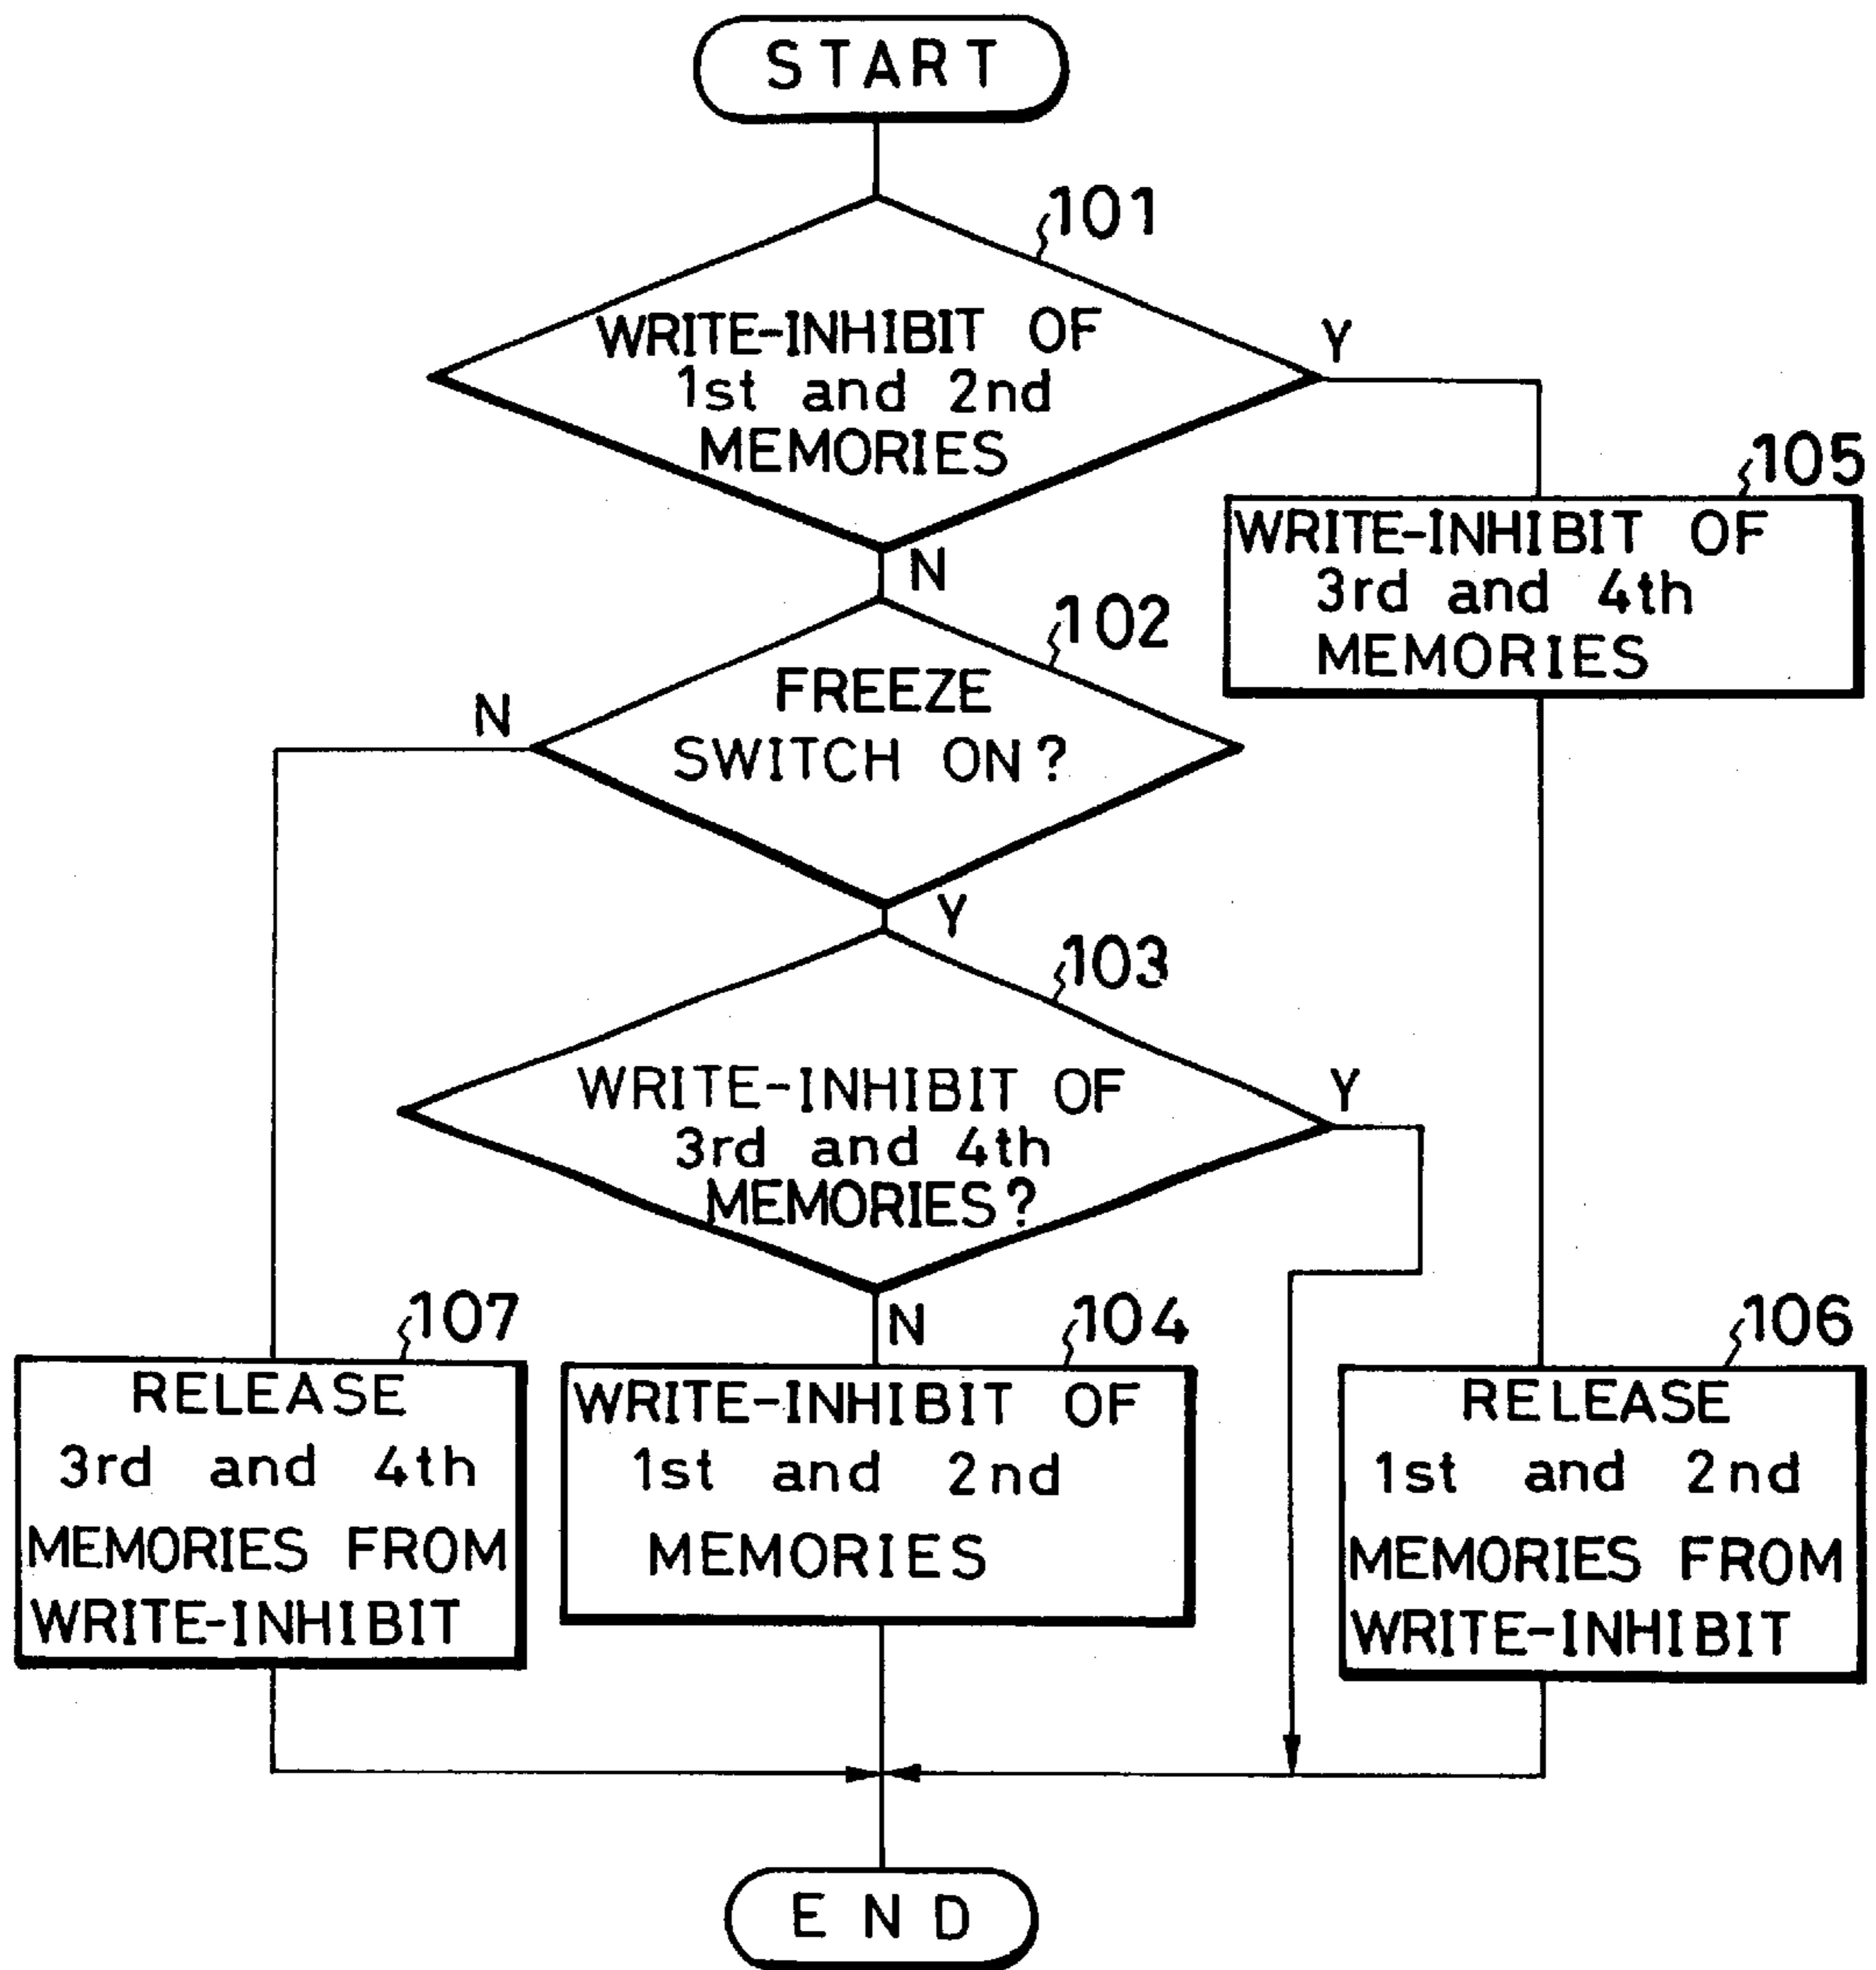 START
101
WRITE-INHIBIT OF
1st and 2nd
MEMORIES
Y
N
105
WRITE-INHIBIT OF
3rd and 4th
MEMORIES
102
FREEZE
SWITCH ON?
N
Y
103
WRITE-INHIBIT OF
3rd and 4th
MEMORIES?
Y
N
107
RELEASE
3rd and 4th
MEMORIES FROM
WRITE-INHIBIT
104
WRITE-INHIBIT OF
1st and 2nd
MEMORIES
106
RELEASE
1st and 2nd
MEMORIES FROM
WRITE-INHIBIT
END